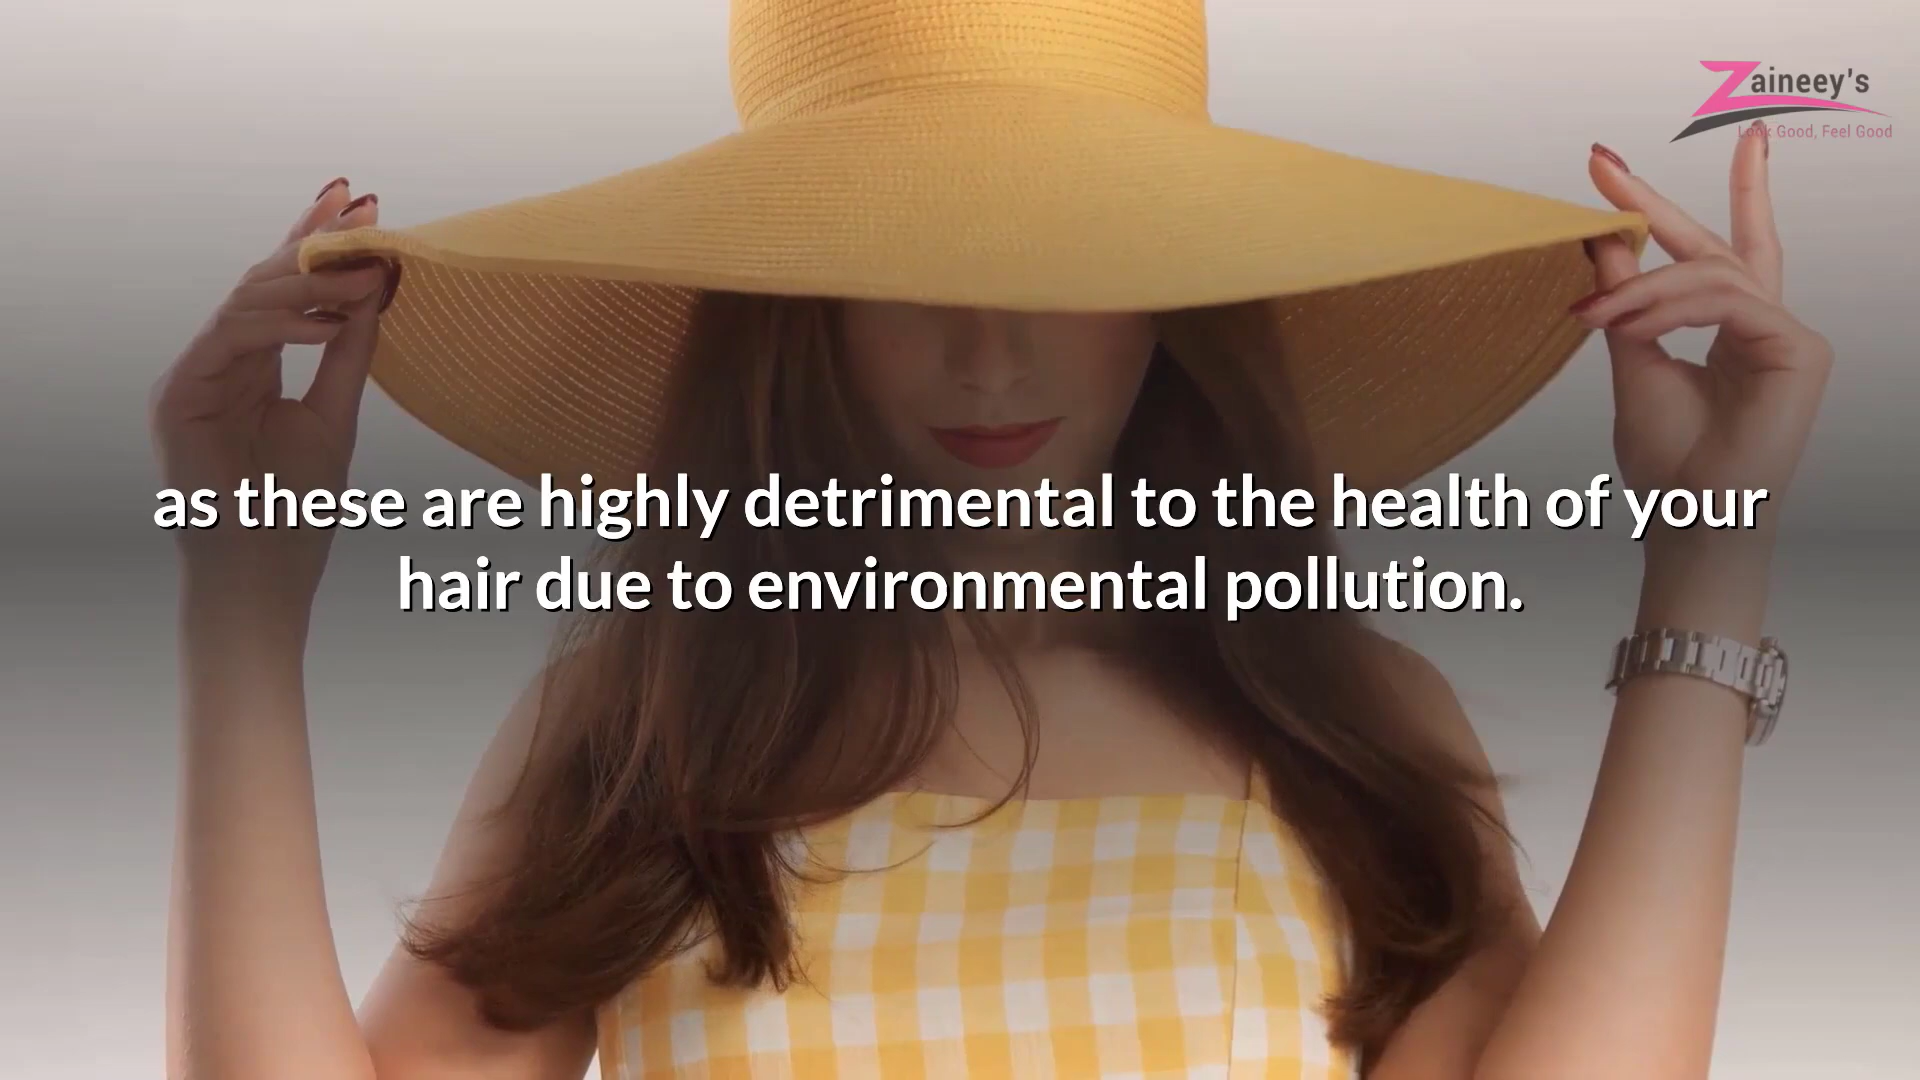 Zaineey's
Look Good, Feel Good
as these are highly detrimental to the health of your
hair due to environmental pollution.